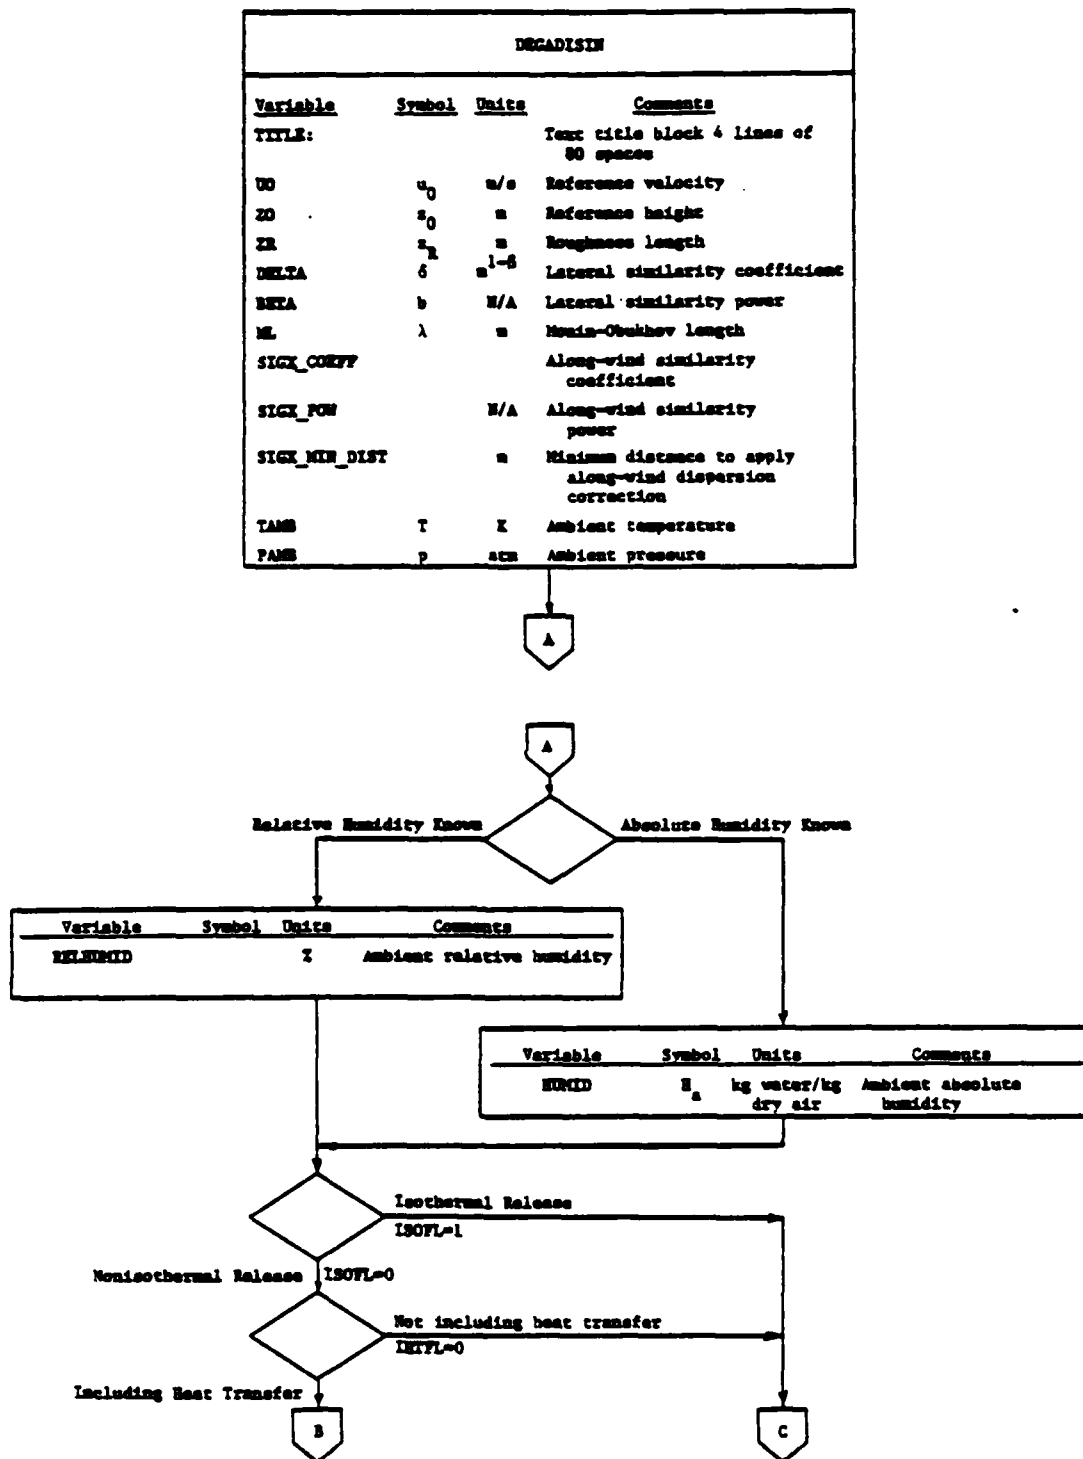 DEGADISIN
Variable Symbol Units Comments
TITLE: Text title block 4 lines of
80 spaces
U0 u0 m/s Reference velocity
Z0 z0 m Reference height
ZR zR m Roughness length
DELTA δ m1-β Lateral similarity coefficient
BETA b N/A Lateral similarity power
ML λ m Monin-Obukhov length
SIGX_COEFF Along-wind similarity
coefficient
SIGX_POW N/A Along-wind similarity
power
SIGX_MIN_DIST m Minimum distance to apply
along-wind dispersion
correction
TAMB T K Ambient temperature
PAMB p atm Ambient pressure
A
A
Relative Humidity Known Absolute Humidity Known
Variable Symbol Units Comments
RELHUMID % Ambient relative humidity
Variable Symbol Units Comments
HUMID Ha kg water/kg Ambient absolute
dry air humidity
Isothermal Release
ISOFL=1
Nonisothermal Release ISOFL=0
Not including heat transfer
IHTFL=0
Including Heat Transfer
B C